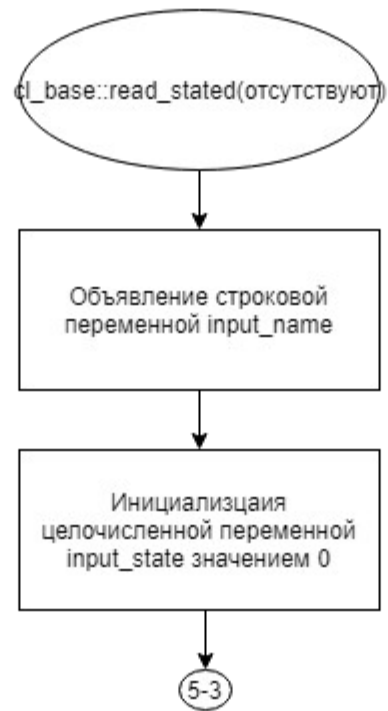 cl_base::read_stated(отсутствуют)
Объявление строковой
переменной input_name
Инициализцаия
целочисленной переменной
input_state значением 0
5-3